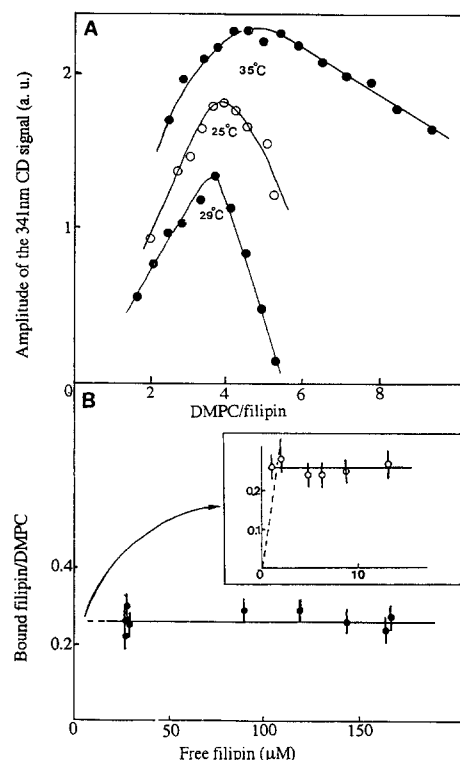 A
Amplitude of the 341nm CD signal (a. u.)
2
1
0
35°C
25°C
29°C
2 4 6 8
DMPC/filipin
B
Bound filipin/DMPC
0.4
0.2
0,2
0
0 10
0 50 100 150
Free filipin (µM)